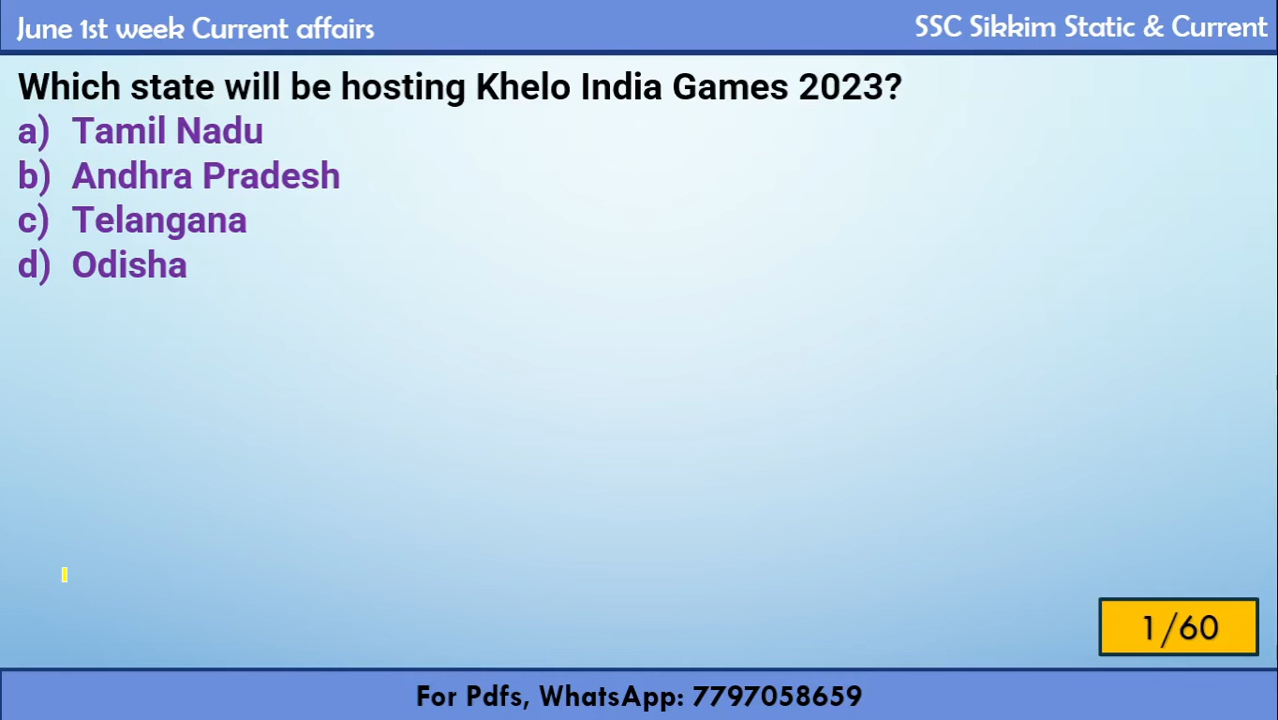 June 1st week Current affairs
SSC Sikkim Static & Current
Which state will be hosting Khelo India Games 2023?
a) Tamil Nadu
b) Andhra Pradesh
c) Telangana
d) Odisha
1/60
For Pdfs, WhatsApp: 7797058659